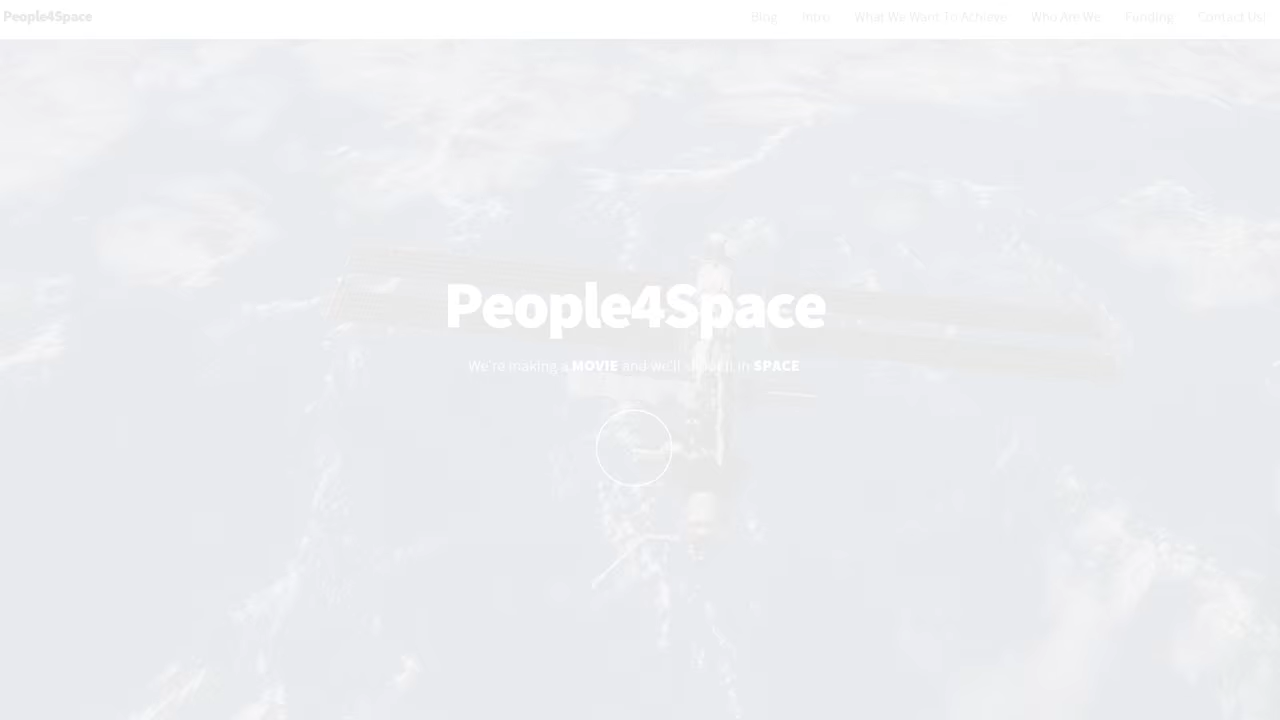 People4Space
Blog Intro What We Want To Achieve Who Are We Funding Contact Us!
People4Space
We're making a MOVIE and we'll shoot it in SPACE